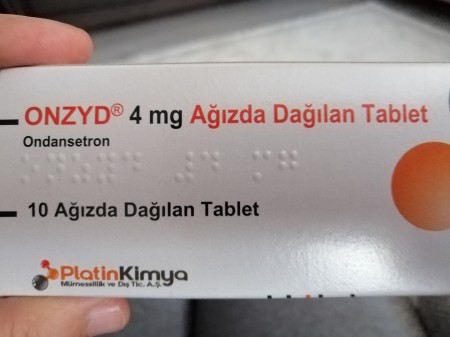 ONZYD® 4 mg Ağızda Dağılan Tablet
Ondansetron
10 Ağızda Dağılan Tablet
PlatinKimya
Mümessillik ve Dış Tic. A.Ş.